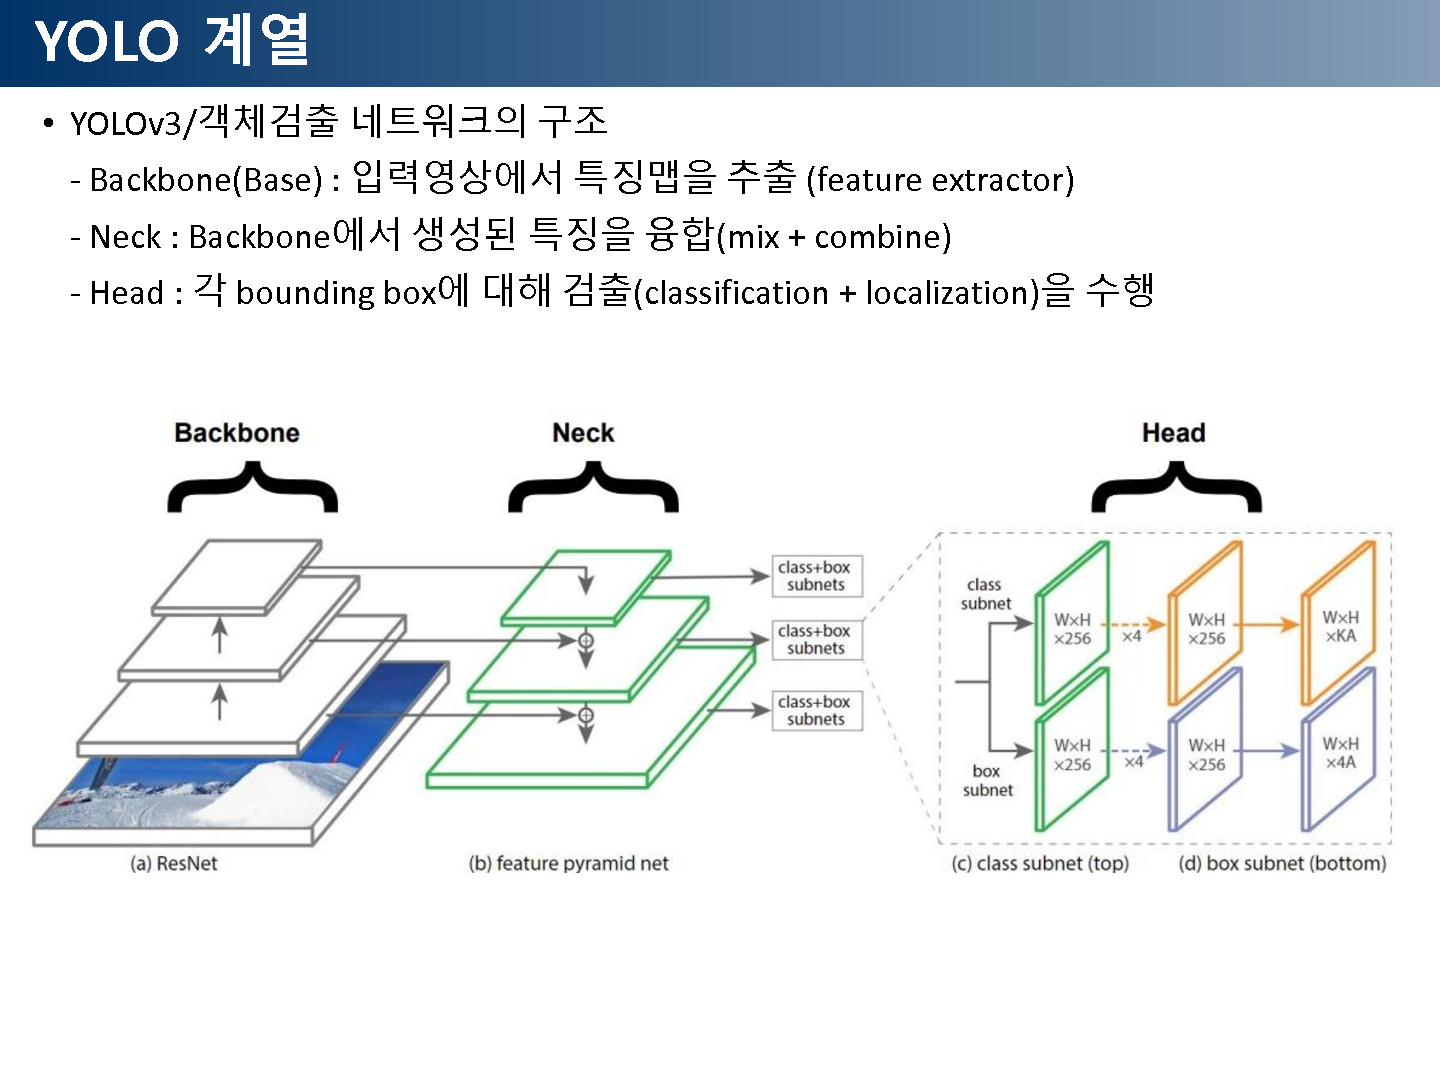 YOLO 계열
• YOLOv3/객체검출 네트워크의 구조
- Backbone(Base) : 입력영상에서 특징맵을 추출 (feature extractor)
- Neck : Backbone에서 생성된 특징을 융합(mix + combine)
- Head : 각 bounding box에 대해 검출(classification + localization)을 수행
Backbone
Neck
Head
class+box
subnets
class+box
subnets
class+box
subnets
class
subnet
W×H
×256
×4
W×H
×256
W×H
×KA
box
subnet
W×H
×256
×4
W×H
×256
W×H
×4A
(a) ResNet
(b) feature pyramid net
(c) class subnet (top)
(d) box subnet (bottom)